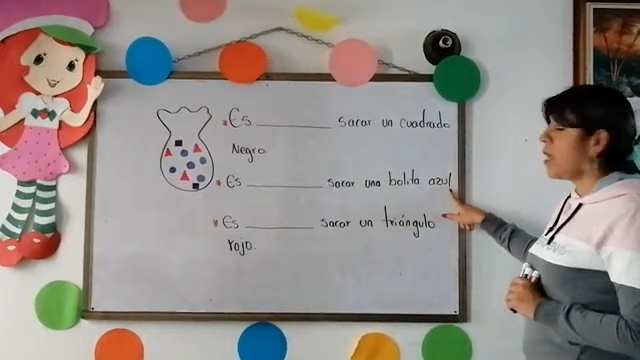 * Es ________ sacar un cuadrado
Negro.
* Es ________ sacar una bolita azul
* Es ________ sacar un triángulo
rojo.